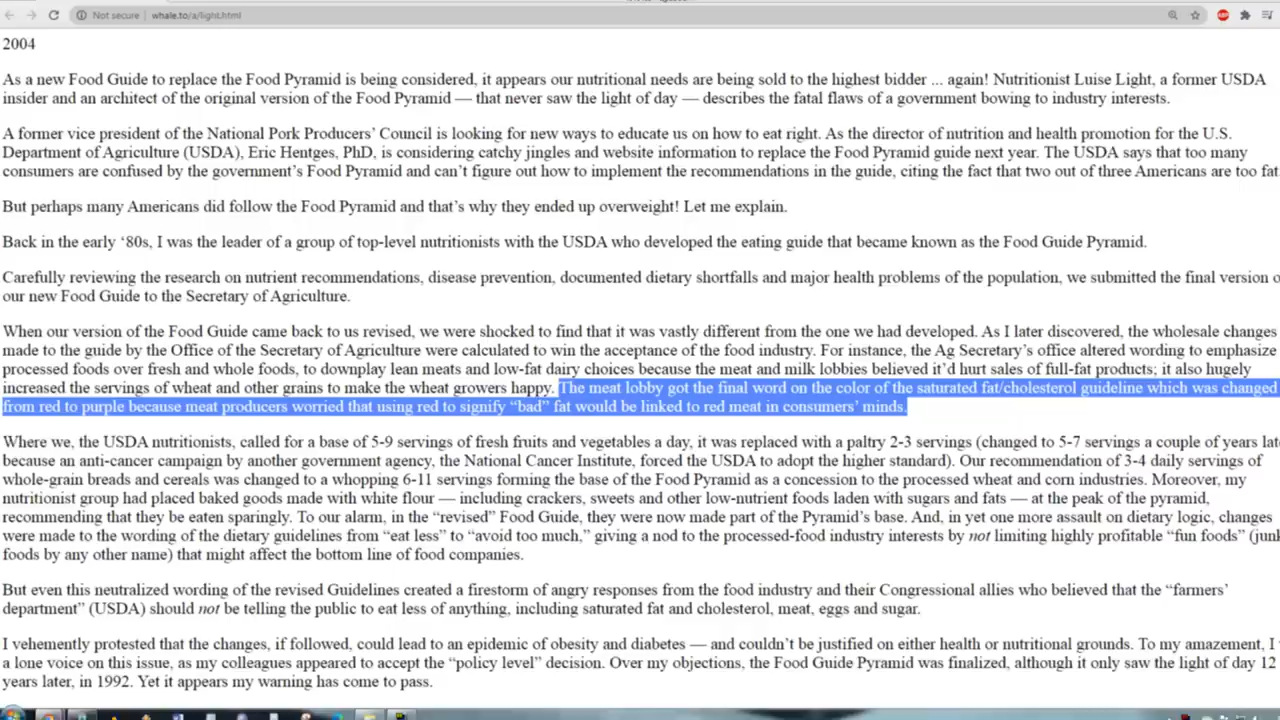 Not secure | whale.to/a/light.html
2004
As a new Food Guide to replace the Food Pyramid is being considered, it appears our nutritional needs are being sold to the highest bidder ... again! Nutritionist Luise Light, a former USDA
insider and an architect of the original version of the Food Pyramid — that never saw the light of day — describes the fatal flaws of a government bowing to industry interests.
A former vice president of the National Pork Producers’ Council is looking for new ways to educate us on how to eat right. As the director of nutrition and health promotion for the U.S.
Department of Agriculture (USDA), Eric Hentges, PhD, is considering catchy jingles and website information to replace the Food Pyramid guide next year. The USDA says that too many
consumers are confused by the government’s Food Pyramid and can’t figure out how to implement the recommendations in the guide, citing the fact that two out of three Americans are too fat
But perhaps many Americans did follow the Food Pyramid and that’s why they ended up overweight! Let me explain.
Back in the early ‘80s, I was the leader of a group of top-level nutritionists with the USDA who developed the eating guide that became known as the Food Guide Pyramid.
Carefully reviewing the research on nutrient recommendations, disease prevention, documented dietary shortfalls and major health problems of the population, we submitted the final version o
our new Food Guide to the Secretary of Agriculture.
When our version of the Food Guide came back to us revised, we were shocked to find that it was vastly different from the one we had developed. As I later discovered, the wholesale changes
made to the guide by the Office of the Secretary of Agriculture were calculated to win the acceptance of the food industry. For instance, the Ag Secretary’s office altered wording to emphasize
processed foods over fresh and whole foods, to downplay lean meats and low-fat dairy choices because the meat and milk lobbies believed it’d hurt sales of full-fat products; it also hugely
increased the servings of wheat and other grains to make the wheat growers happy. The meat lobby got the final word on the color of the saturated fat/cholesterol guideline which was changed
from red to purple because meat producers worried that using red to signify “bad” fat would be linked to red meat in consumers’ minds.
Where we, the USDA nutritionists, called for a base of 5-9 servings of fresh fruits and vegetables a day, it was replaced with a paltry 2-3 servings (changed to 5-7 servings a couple of years late
because an anti-cancer campaign by another government agency, the National Cancer Institute, forced the USDA to adopt the higher standard). Our recommendation of 3-4 daily servings of
whole-grain breads and cereals was changed to a whopping 6-11 servings forming the base of the Food Pyramid as a concession to the processed wheat and corn industries. Moreover, my
nutritionist group had placed baked goods made with white flour — including crackers, sweets and other low-nutrient foods laden with sugars and fats — at the peak of the pyramid,
recommending that they be eaten sparingly. To our alarm, in the “revised” Food Guide, they were now made part of the Pyramid’s base. And, in yet one more assault on dietary logic, changes
were made to the wording of the dietary guidelines from “eat less” to “avoid too much,” giving a nod to the processed-food industry interests by not limiting highly profitable “fun foods” (junk
foods by any other name) that might affect the bottom line of food companies.
But even this neutralized wording of the revised Guidelines created a firestorm of angry responses from the food industry and their Congressional allies who believed that the “farmers’
department” (USDA) should not be telling the public to eat less of anything, including saturated fat and cholesterol, meat, eggs and sugar.
I vehemently protested that the changes, if followed, could lead to an epidemic of obesity and diabetes — and couldn’t be justified on either health or nutritional grounds. To my amazement, I
a lone voice on this issue, as my colleagues appeared to accept the “policy level” decision. Over my objections, the Food Guide Pyramid was finalized, although it only saw the light of day 12
years later, in 1992. Yet it appears my warning has come to pass.